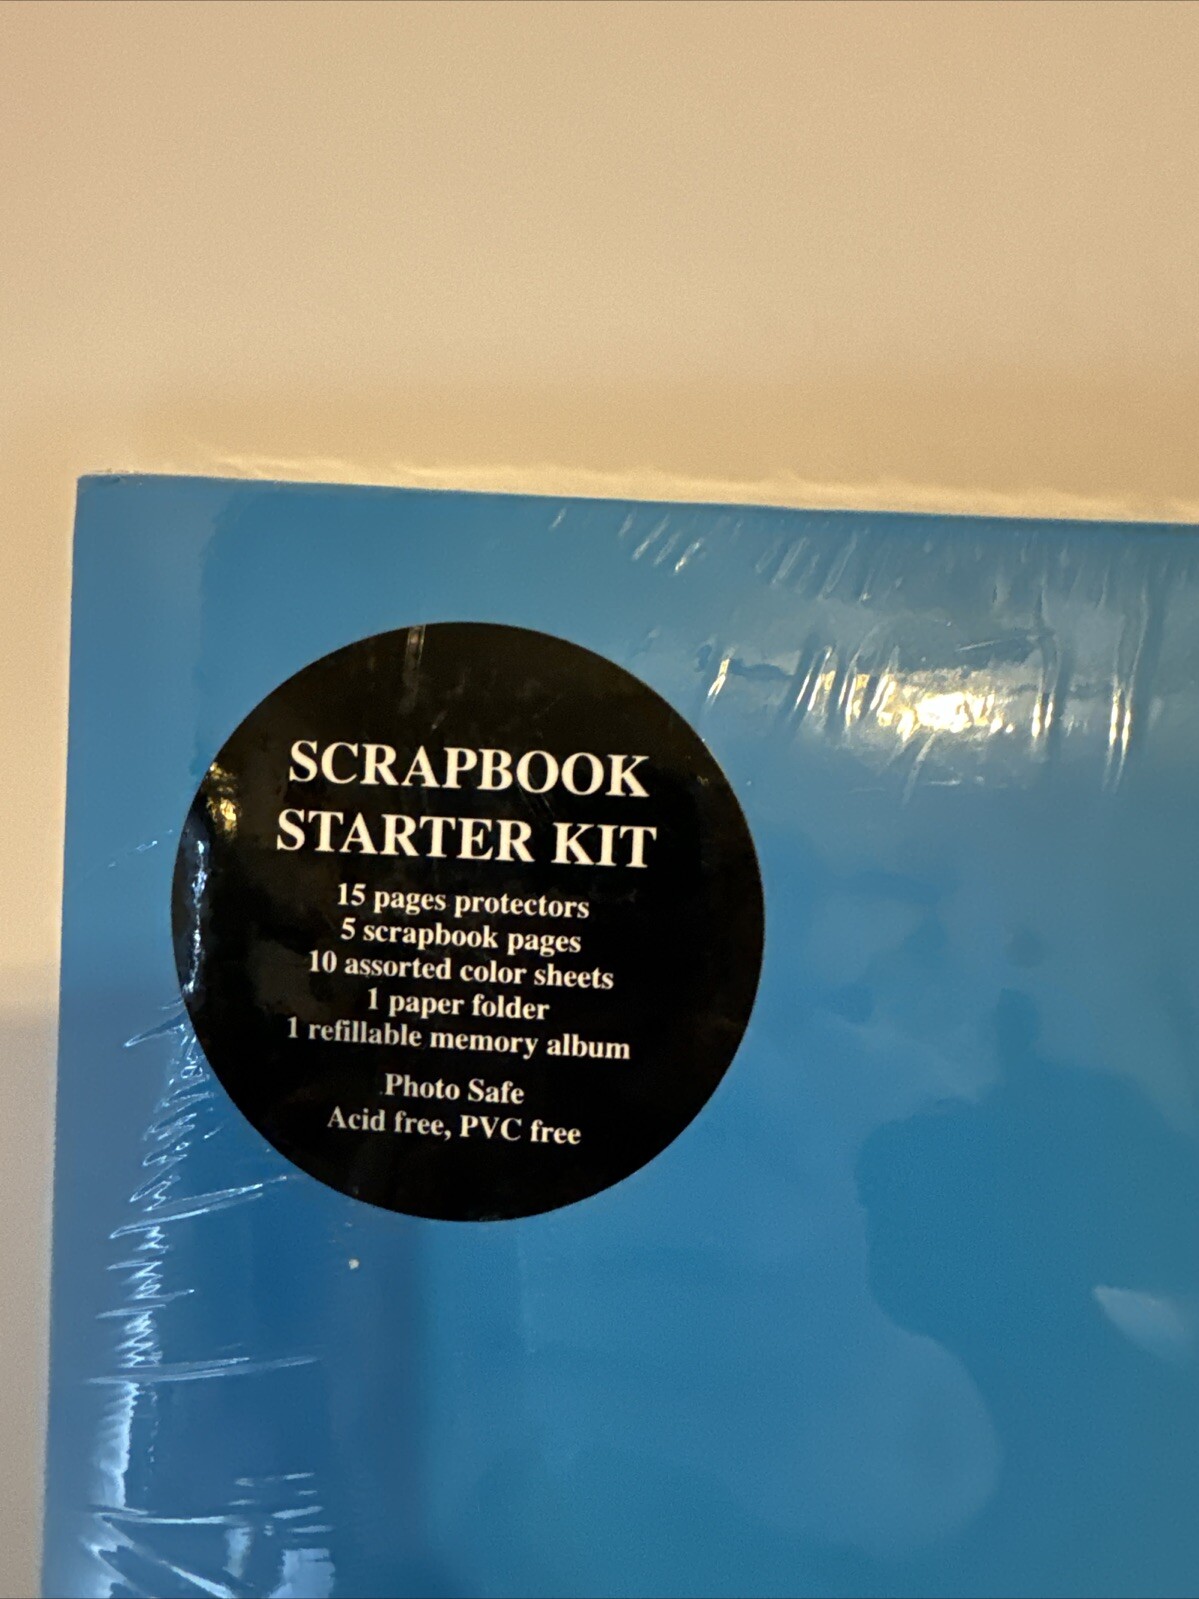 SCRAPBOOK
STARTER KIT
15 pages protectors
5 scrapbook pages
10 assorted color sheets
1 paper folder
1 refillable memory album
Photo Safe
Acid free, PVC free